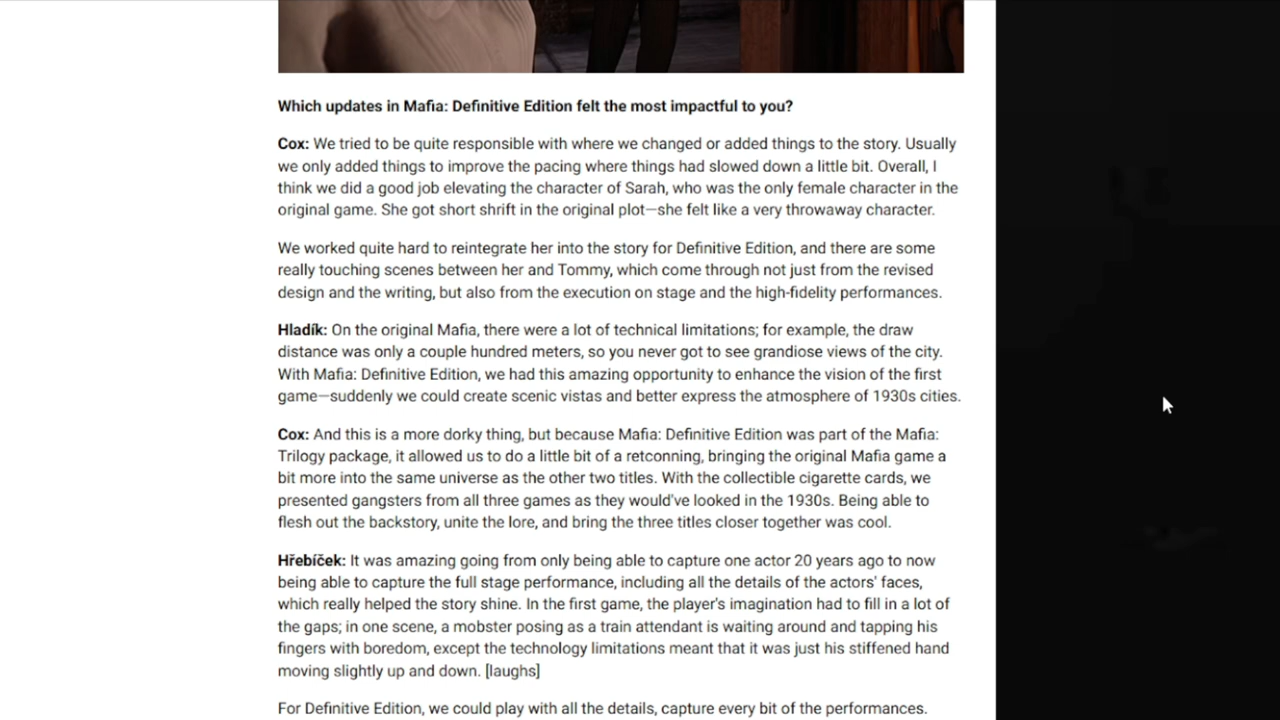 Which updates in Mafia: Definitive Edition felt the most impactful to you?
Cox: We tried to be quite responsible with where we changed or added things to the story. Usually
we only added things to improve the pacing where things had slowed down a little bit. Overall, I
think we did a good job elevating the character of Sarah, who was the only female character in the
original game. She got short shrift in the original plot—she felt like a very throwaway character.
We worked quite hard to reintegrate her into the story for Definitive Edition, and there are some
really touching scenes between her and Tommy, which come through not just from the revised
design and the writing, but also from the execution on stage and the high-fidelity performances.
Hladík: On the original Mafia, there were a lot of technical limitations; for example, the draw
distance was only a couple hundred meters, so you never got to see grandiose views of the city.
With Mafia: Definitive Edition, we had this amazing opportunity to enhance the vision of the first
game—suddenly we could create scenic vistas and better express the atmosphere of 1930s cities.
Cox: And this is a more dorky thing, but because Mafia: Definitive Edition was part of the Mafia:
Trilogy package, it allowed us to do a little bit of a retconning, bringing the original Mafia game a
bit more into the same universe as the other two titles. With the collectible cigarette cards, we
presented gangsters from all three games as they would've looked in the 1930s. Being able to
flesh out the backstory, unite the lore, and bring the three titles closer together was cool.
Hřebíček: It was amazing going from only being able to capture one actor 20 years ago to now
being able to capture the full stage performance, including all the details of the actors' faces,
which really helped the story shine. In the first game, the player's imagination had to fill in a lot of
the gaps; in one scene, a mobster posing as a train attendant is waiting around and tapping his
fingers with boredom, except the technology limitations meant that it was just his stiffened hand
moving slightly up and down. [laughs]
For Definitive Edition, we could play with all the details, capture every bit of the performances.